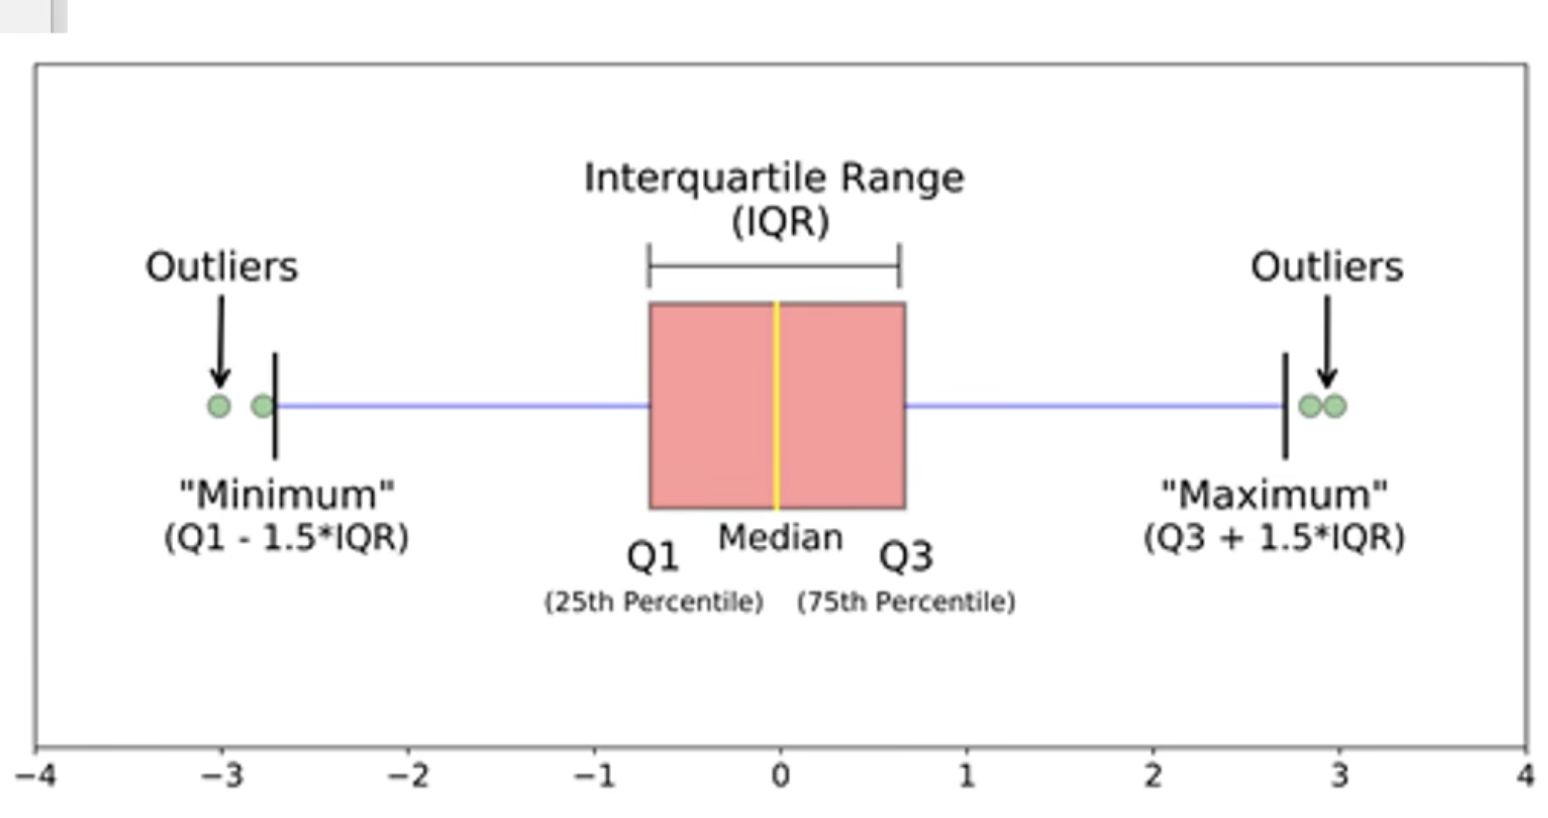 Interquartile Range
(IQR)
Outliers
Outliers
"Minimum"
(Q1 - 1.5*IQR)
"Maximum"
(Q3 + 1.5*IQR)
Median
Q1
Q3
(25th Percentile)
(75th Percentile)
−4
−3
−2
−1
0
1
2
3
4